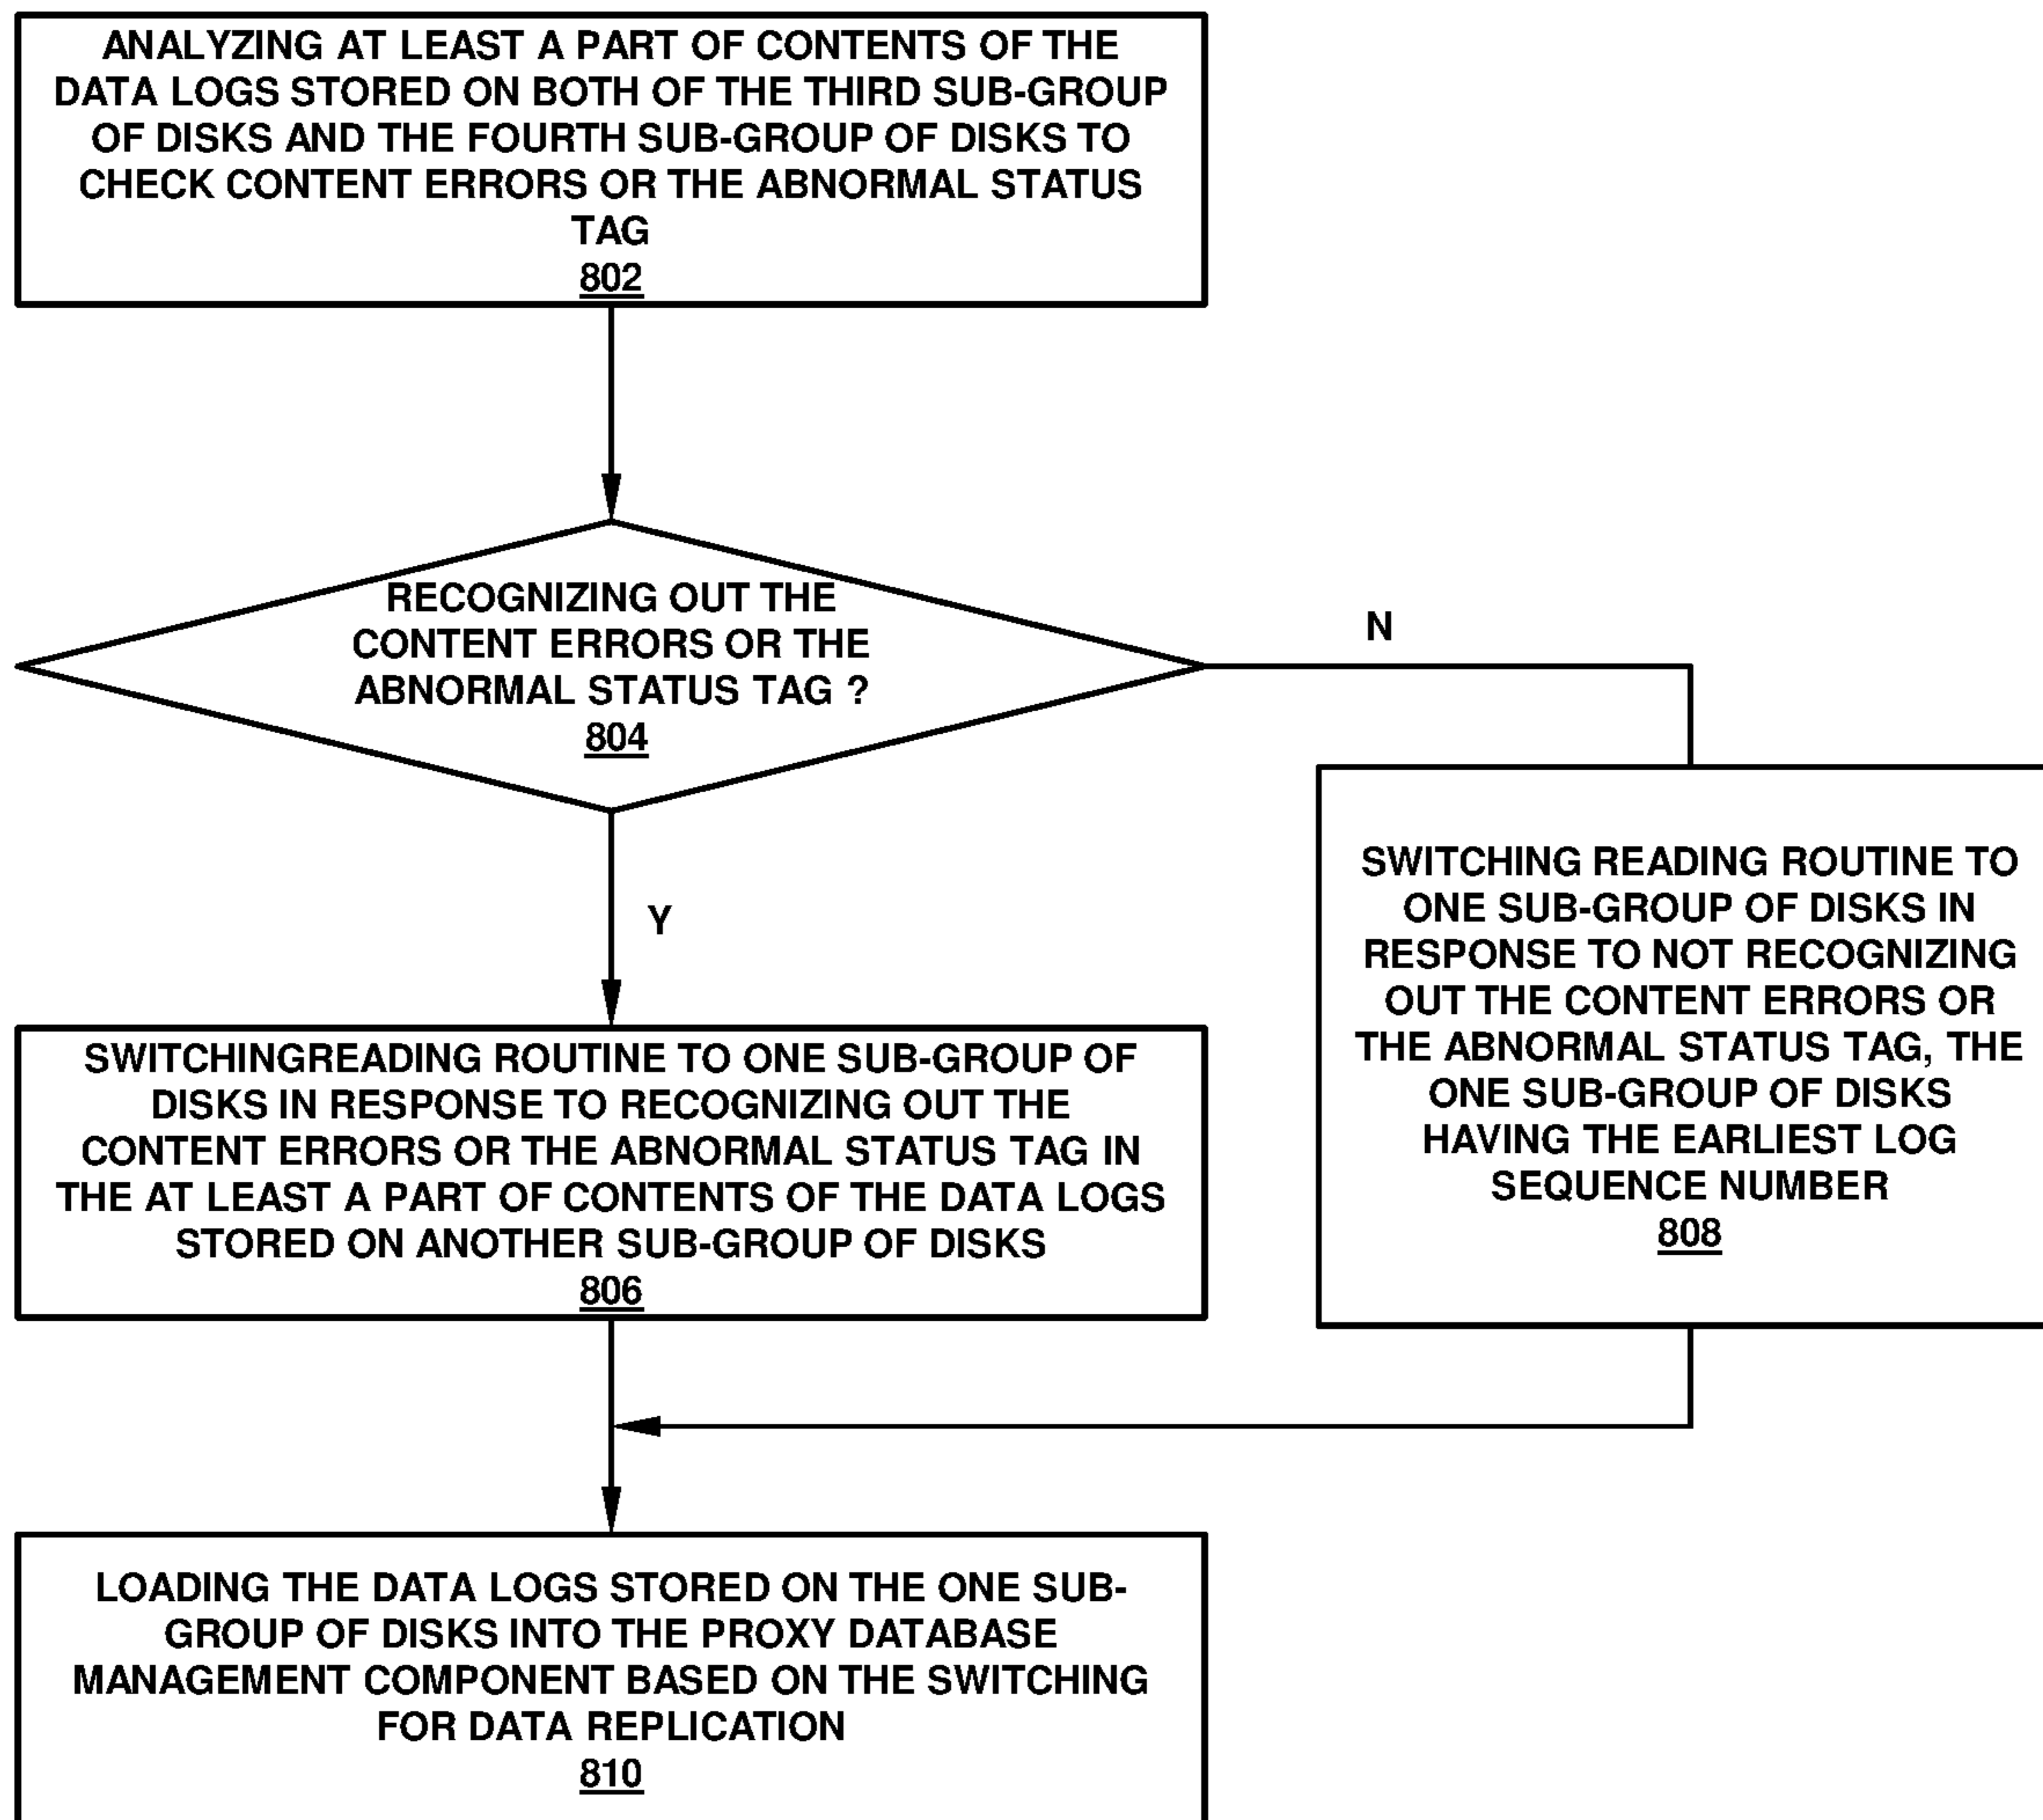 ANALYZING AT LEAST A PART OF CONTENTS OF THE
DATA LOGS STORED ON BOTH OF THE THIRD SUB-GROUP
OF DISKS AND THE FOURTH SUB-GROUP OF DISKS TO
CHECK CONTENT ERRORS OR THE ABNORMAL STATUS
TAG
802
RECOGNIZING OUT THE
CONTENT ERRORS OR THE
ABNORMAL STATUS TAG ?
804
N
Y
SWITCHING READING ROUTINE TO
ONE SUB-GROUP OF DISKS IN
RESPONSE TO NOT RECOGNIZING
OUT THE CONTENT ERRORS OR
THE ABNORMAL STATUS TAG, THE
ONE SUB-GROUP OF DISKS
HAVING THE EARLIEST LOG
SEQUENCE NUMBER
808
SWITCHINGREADING ROUTINE TO ONE SUB-GROUP OF
DISKS IN RESPONSE TO RECOGNIZING OUT THE
CONTENT ERRORS OR THE ABNORMAL STATUS TAG IN
THE AT LEAST A PART OF CONTENTS OF THE DATA LOGS
STORED ON ANOTHER SUB-GROUP OF DISKS
806
LOADING THE DATA LOGS STORED ON THE ONE SUB-
GROUP OF DISKS INTO THE PROXY DATABASE
MANAGEMENT COMPONENT BASED ON THE SWITCHING
FOR DATA REPLICATION
810